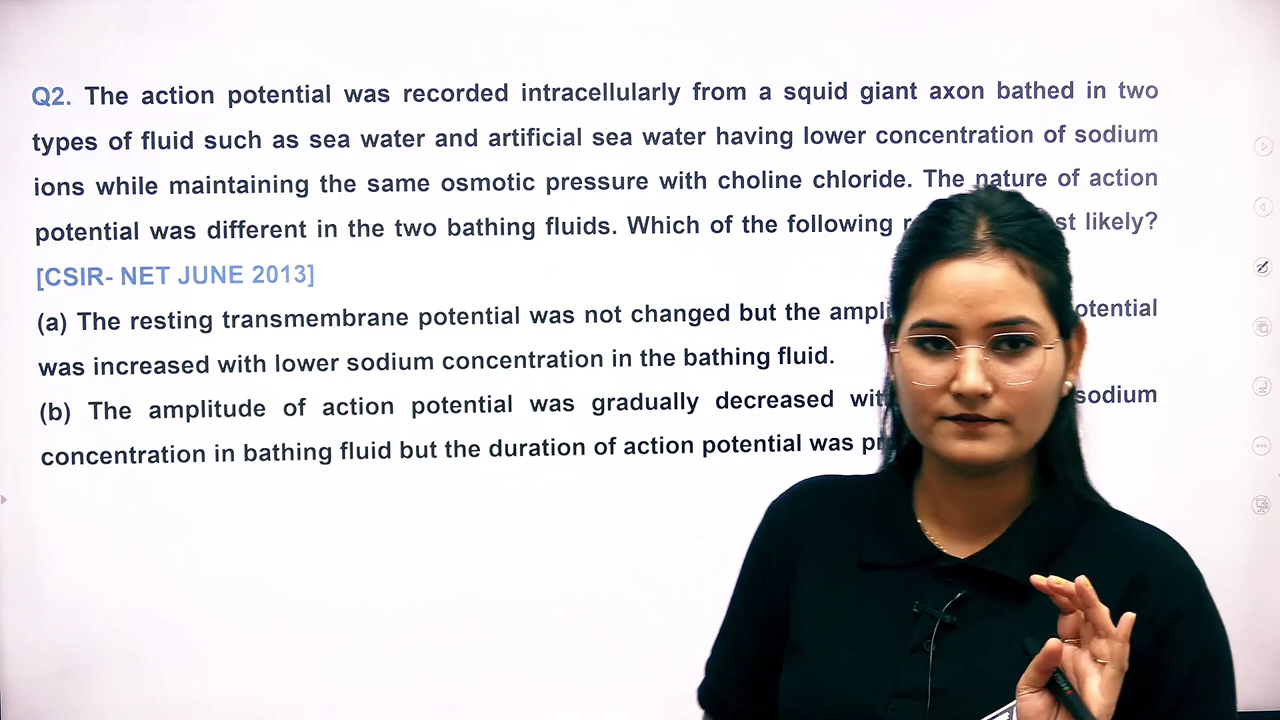 Q2. The action potential was recorded intracellularly from a squid giant axon bathed in two
types of fluid such as sea water and artificial sea water having lower concentration of sodium
ions while maintaining the same osmotic pressure with choline chloride. The nature of action
potential was different in the two bathing fluids. Which of the following likely?
[CSIR- NET JUNE 2013]
(a) The resting transmembrane potential was not changed but the
was increased with lower sodium concentration in the bathing fluid.
(b) The amplitude of action potential was gradually decreased sodium
concentration in bathing fluid but the duration of action potential was